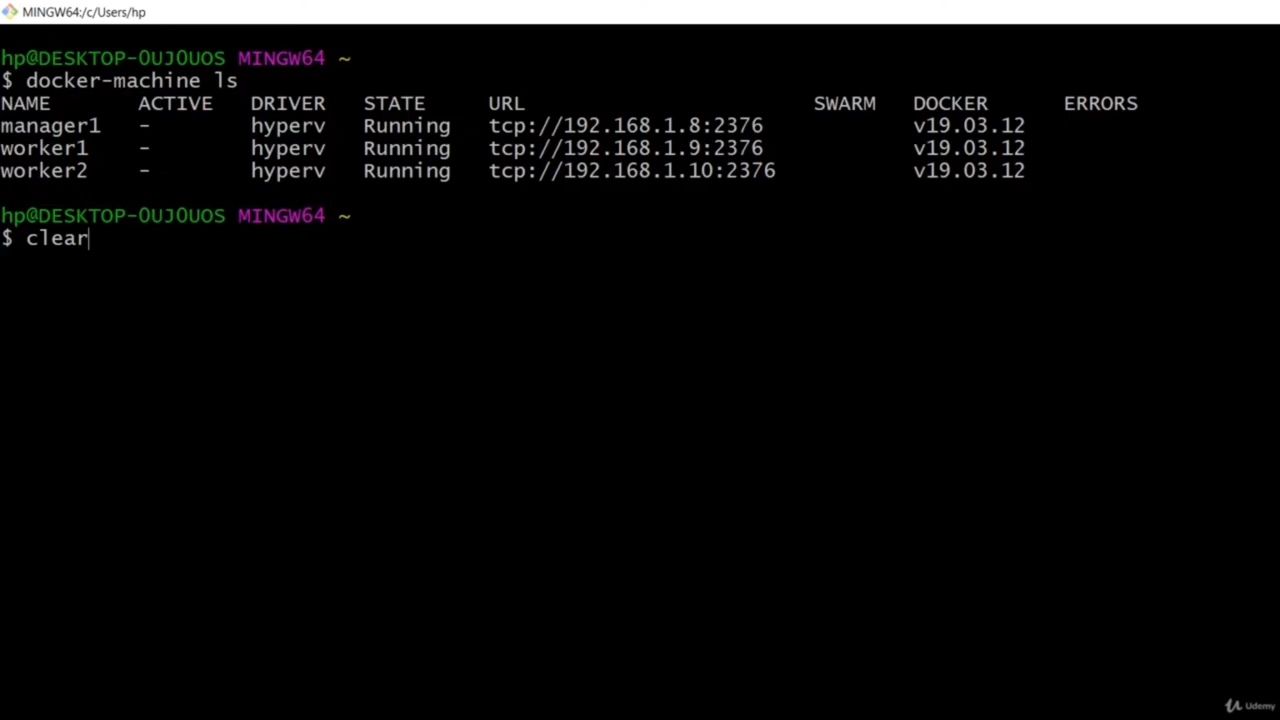 MINGW64:/c/Users/hp
hp@DESKTOP-0UJ0UOS MINGW64 ~
$ docker-machine ls
NAME ACTIVE DRIVER STATE URL SWARM DOCKER ERRORS
manager1 - hyperv Running tcp://192.168.1.8:2376 v19.03.12
worker1 - hyperv Running tcp://192.168.1.9:2376 v19.03.12
worker2 - hyperv Running tcp://192.168.1.10:2376 v19.03.12
hp@DESKTOP-0UJ0UOS MINGW64 ~
$ clear
Udemy